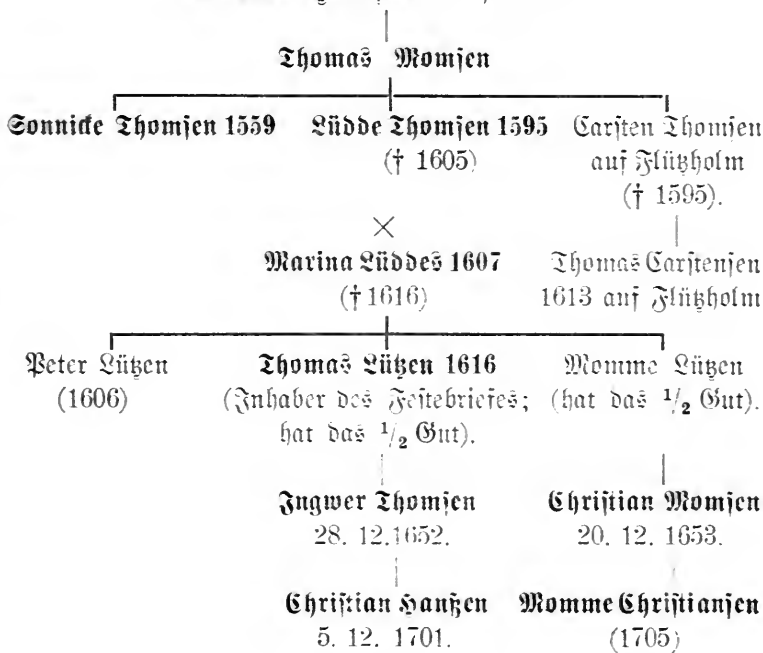 Thomas Momsen
Sönnicke Thomsen 1559 Lüdde Thomsen 1595 Carsten Thomsen
(† 1605) auf Flützholm
(† 1595).
×
Marina Lüddes 1607 Thomas Carstensen
(† 1616) 1613 auf Flützholm
Peter Lützen Thomas Lützen 1616 Momme Lützen
(1606) (Inhaber des Festebriefes; (hat das 1/2 Gut).
hat das 1/2 Gut).
Ingwer Thomsen Christian Momsen
28. 12. 1652. 20. 12. 1653.
Christian Hanßen Momme Christiansen
5. 12. 1701. (1705)